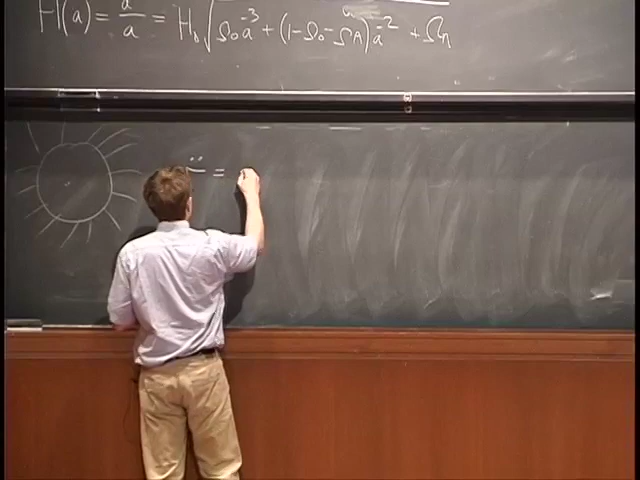 H(a) = ȧ/a = H₀√Ω₀a⁻³ + (1-Ω₀-Ω_Λ)a⁻² + Ω_Λ
¨ =